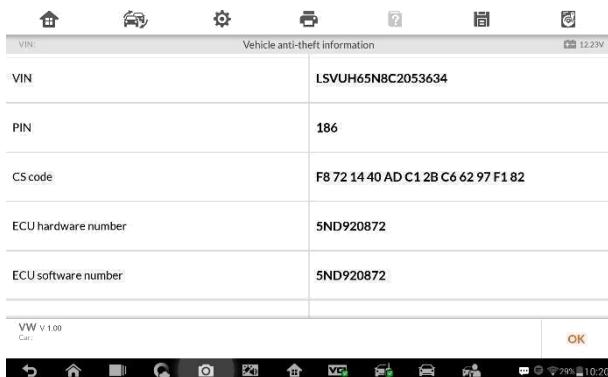 VIN: Vehicle anti-theft information 12.23V
VIN LSVUH65N8C2053634
PIN 186
CS code F8 72 14 40 AD C1 2B C6 62 97 F1 82
ECU hardware number 5ND920872
ECU software number 5ND920872
VW V 1.00
Car:
OK
29% 10:20